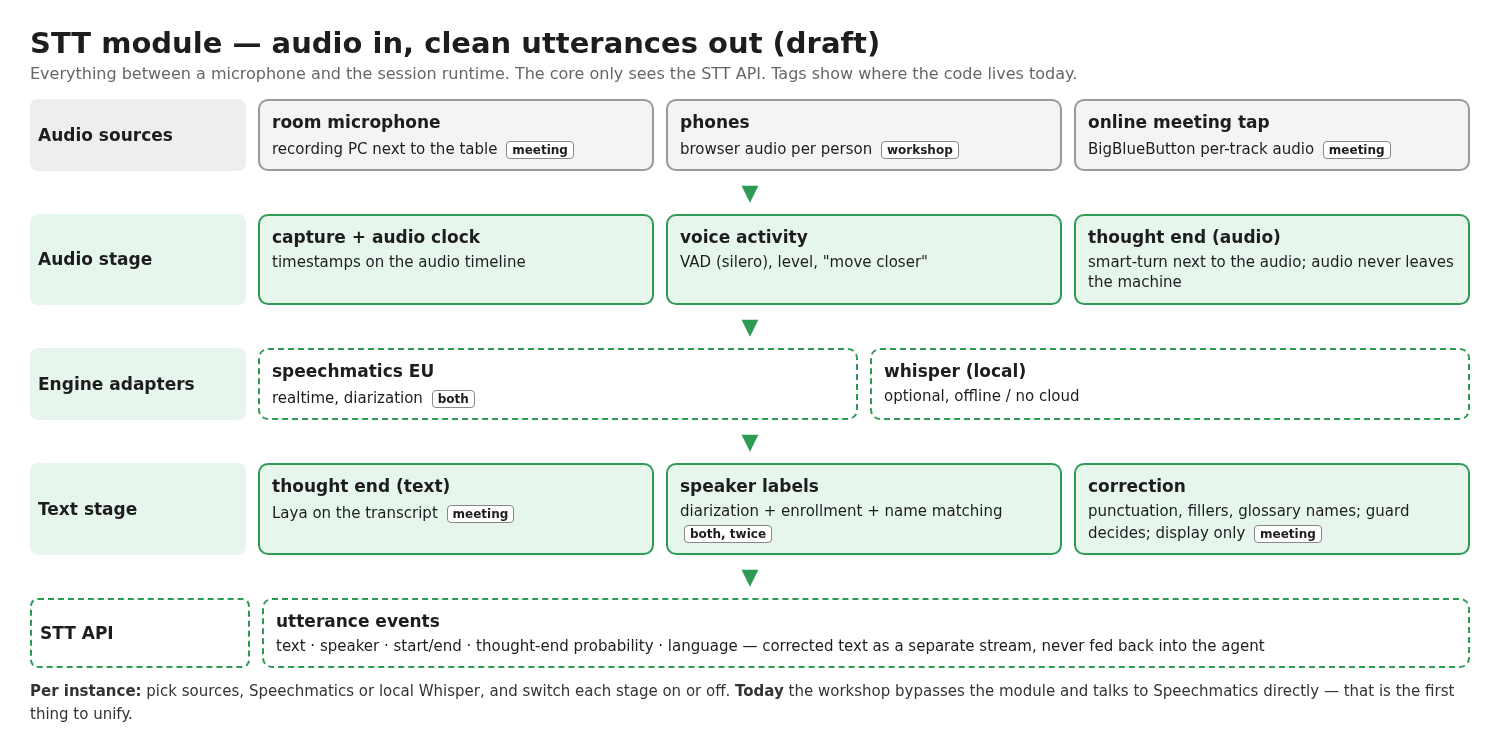 STT module — audio in, clean utterances out (draft)
Everything between a microphone and the session runtime. The core only sees the STT API. Tags show where the code lives today.
Audio sources
room microphone
recording PC next to the table meeting
phones
browser audio per person workshop
online meeting tap
BigBlueButton per-track audio meeting
▼
Audio stage
capture + audio clock
timestamps on the audio timeline
voice activity
VAD (silero), level, "move closer"
thought end (audio)
smart-turn next to the audio; audio never leaves
the machine
▼
Engine adapters
speechmatics EU
realtime, diarization both
whisper (local)
optional, offline / no cloud
▼
Text stage
thought end (text)
Laya on the transcript meeting
speaker labels
diarization + enrollment + name matching
both, twice
correction
punctuation, fillers, glossary names; guard
decides; display only meeting
▼
STT API
utterance events
text · speaker · start/end · thought-end probability · language — corrected text as a separate stream, never fed back into the agent
Per instance: pick sources, Speechmatics or local Whisper, and switch each stage on or off. Today the workshop bypasses the module and talks to Speechmatics directly — that is the first
thing to unify.